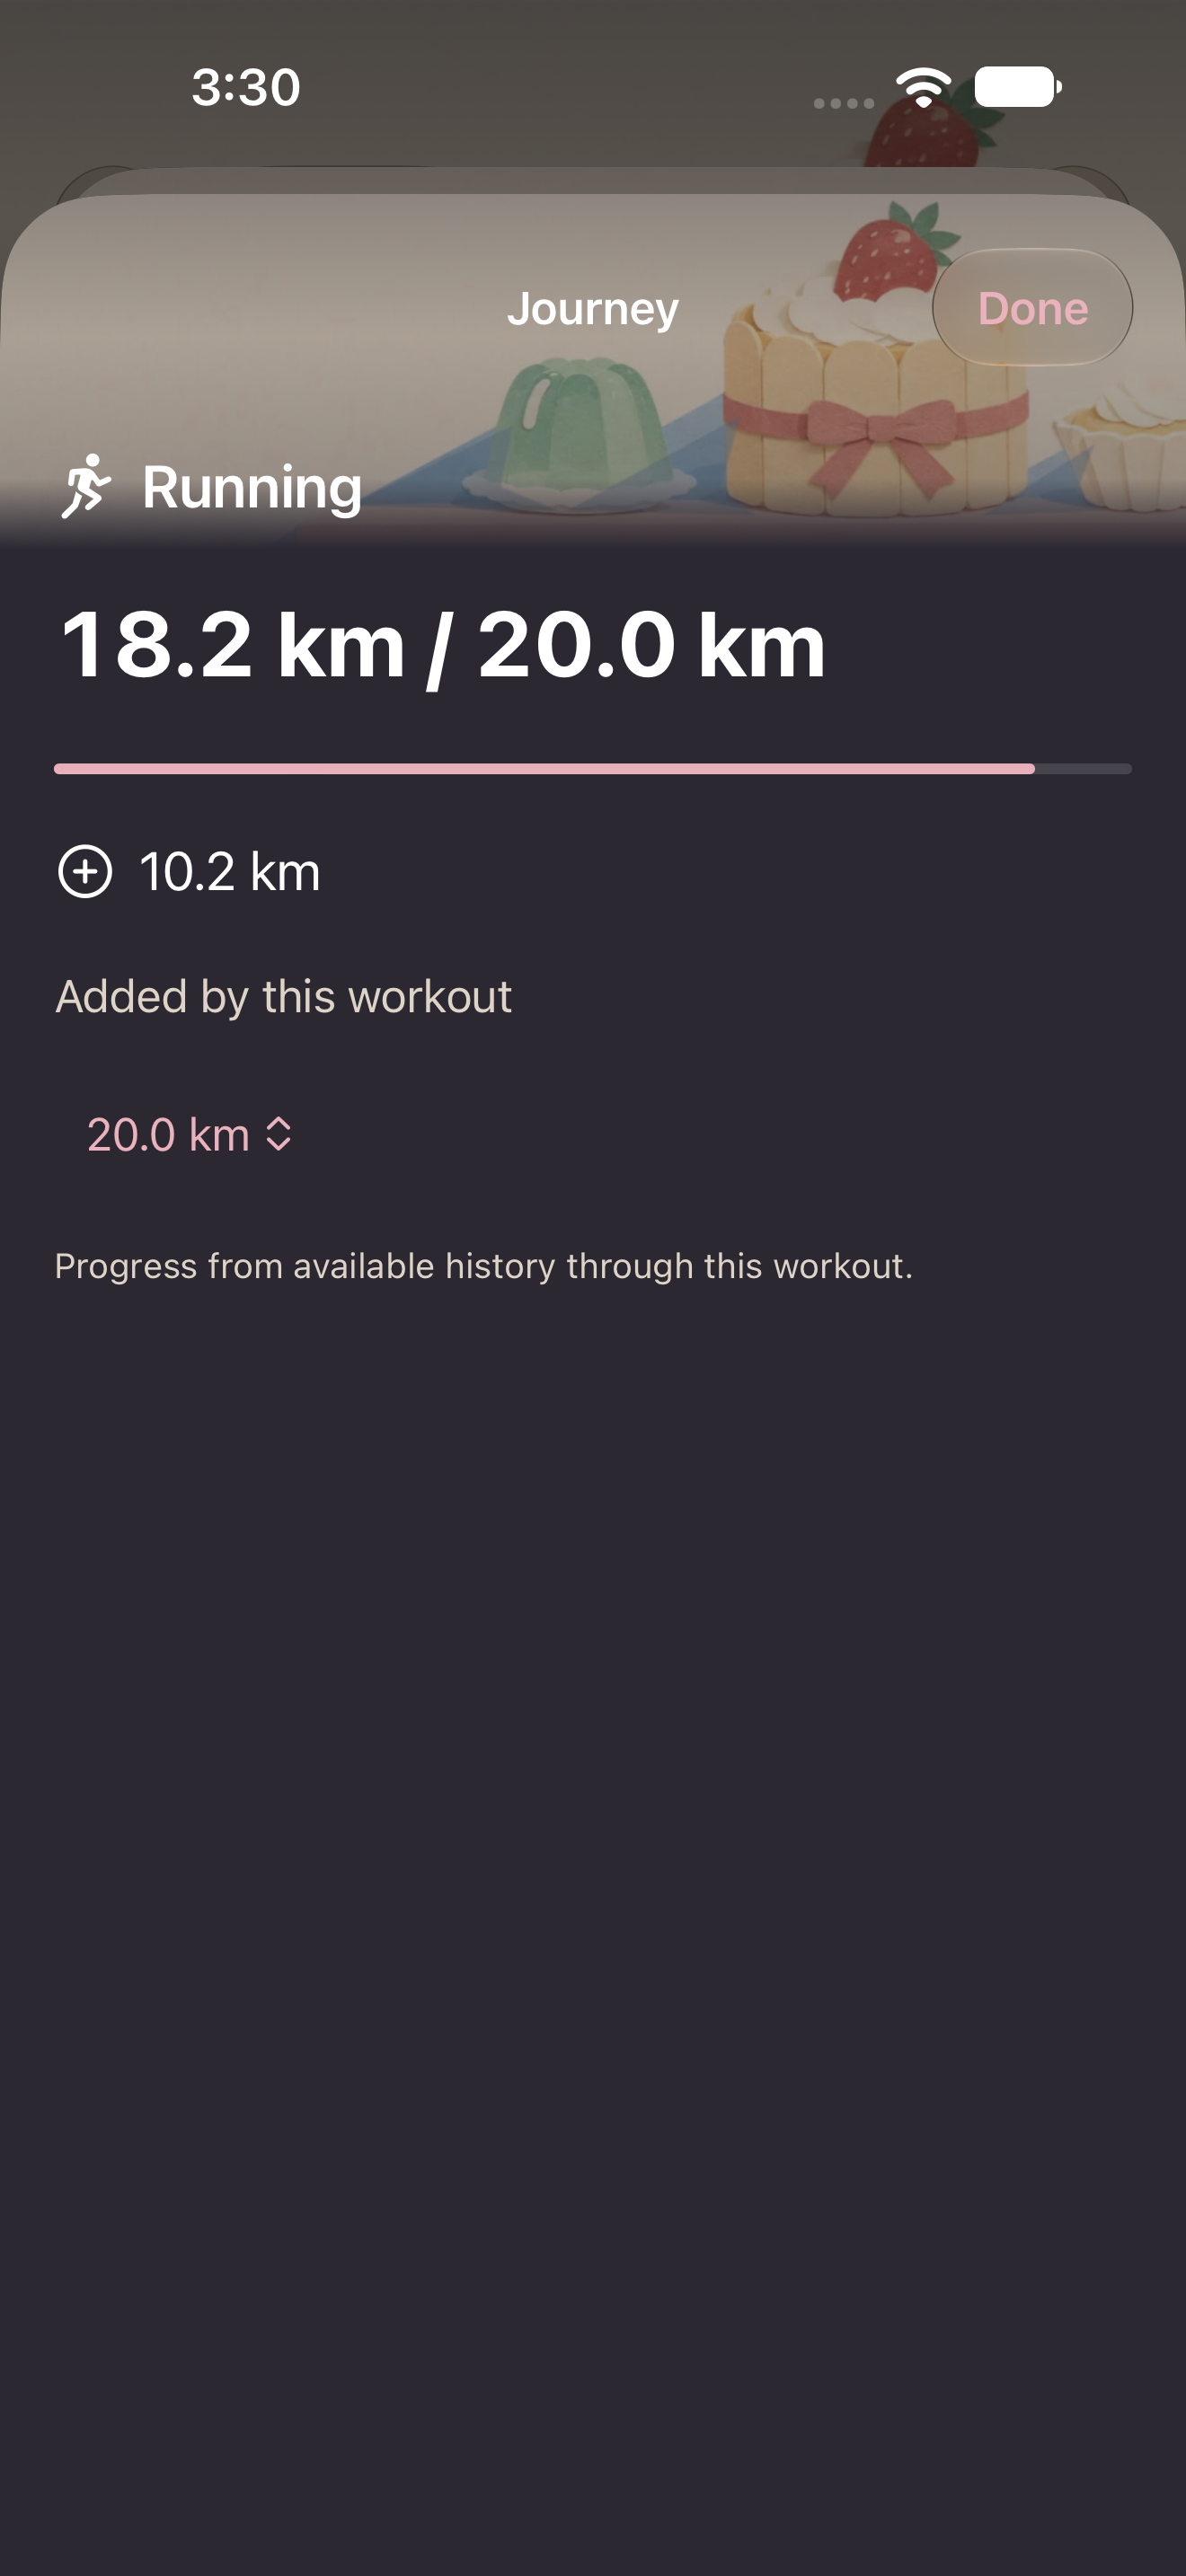 3:30
Journey
Done
Running
18.2 km / 20.0 km
10.2 km
Added by this workout
20.0 km
Progress from available history through this workout.